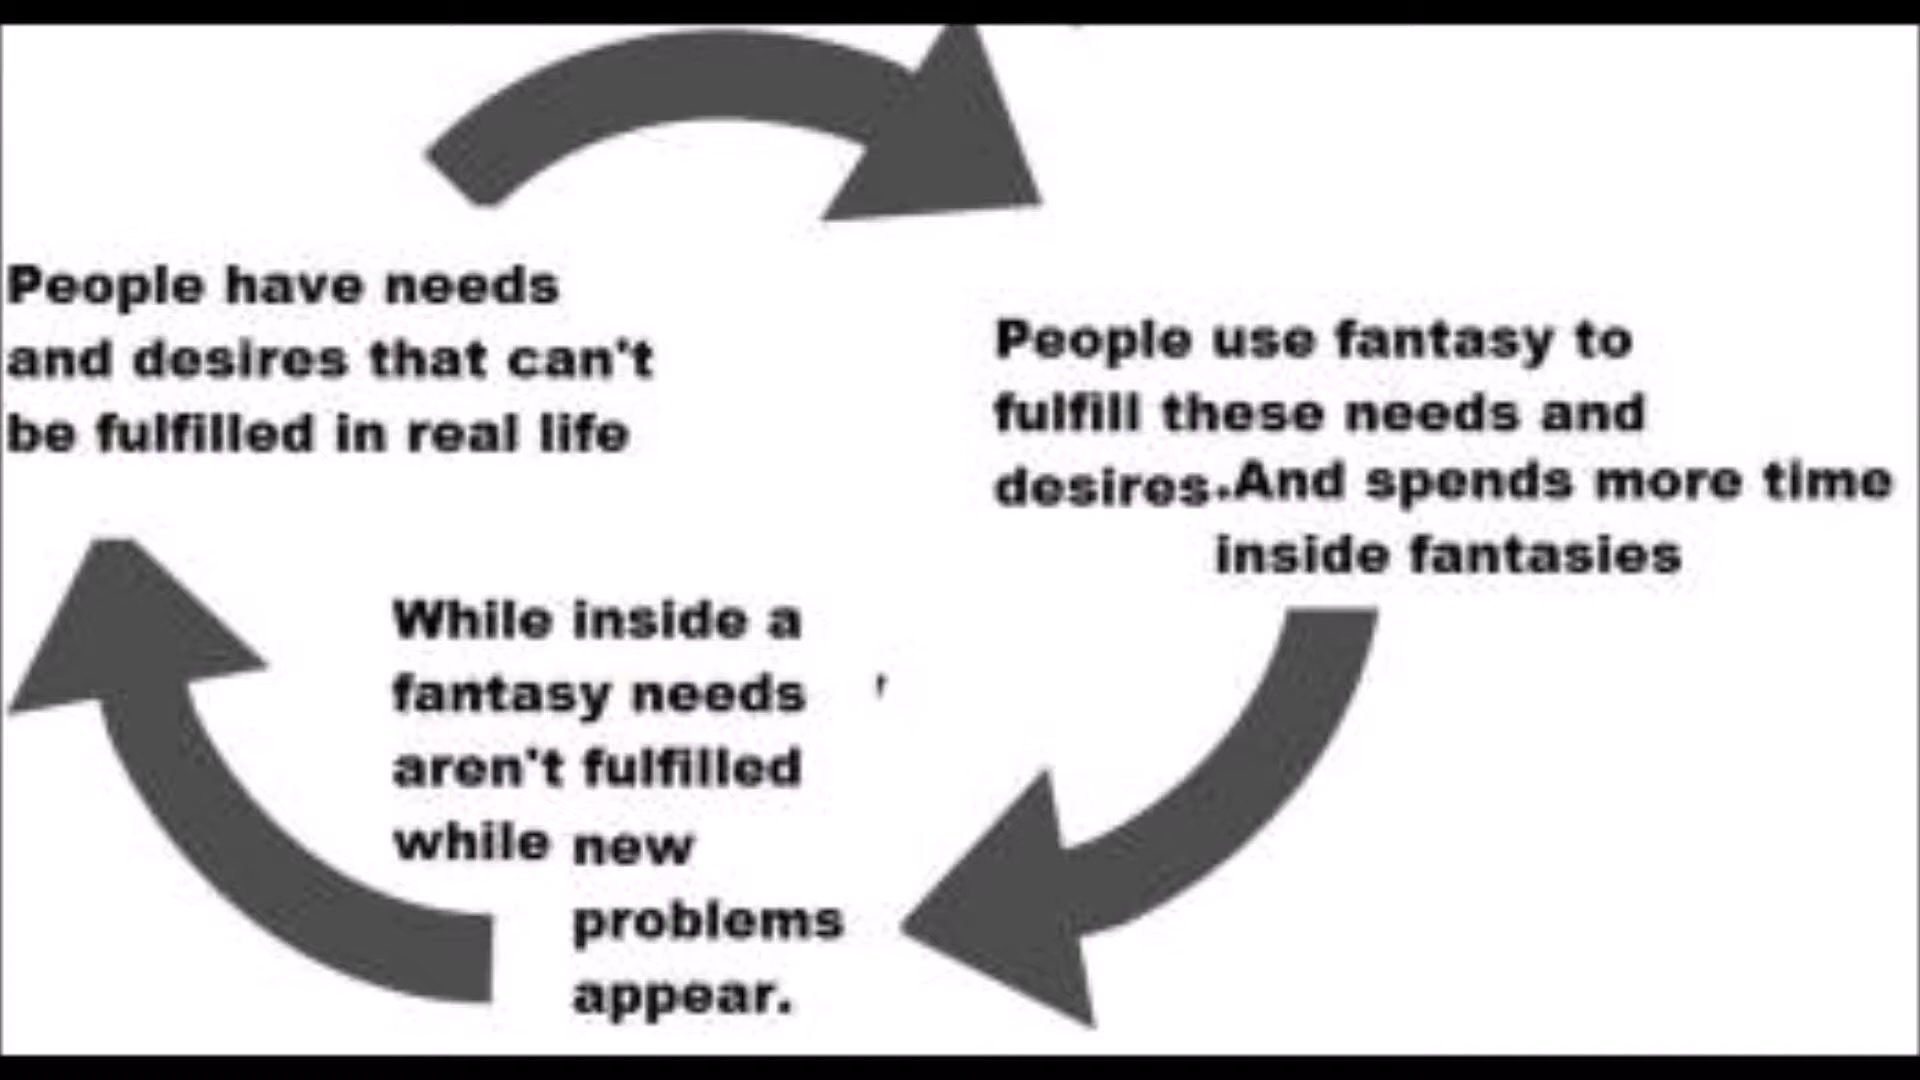 People have needs
and desires that can't
be fulfilled in real life
People use fantasy to
fulfill these needs and
desires.And spends more time
inside fantasies
While inside a
fantasy needs
aren't fulfilled
while new
problems
appear.